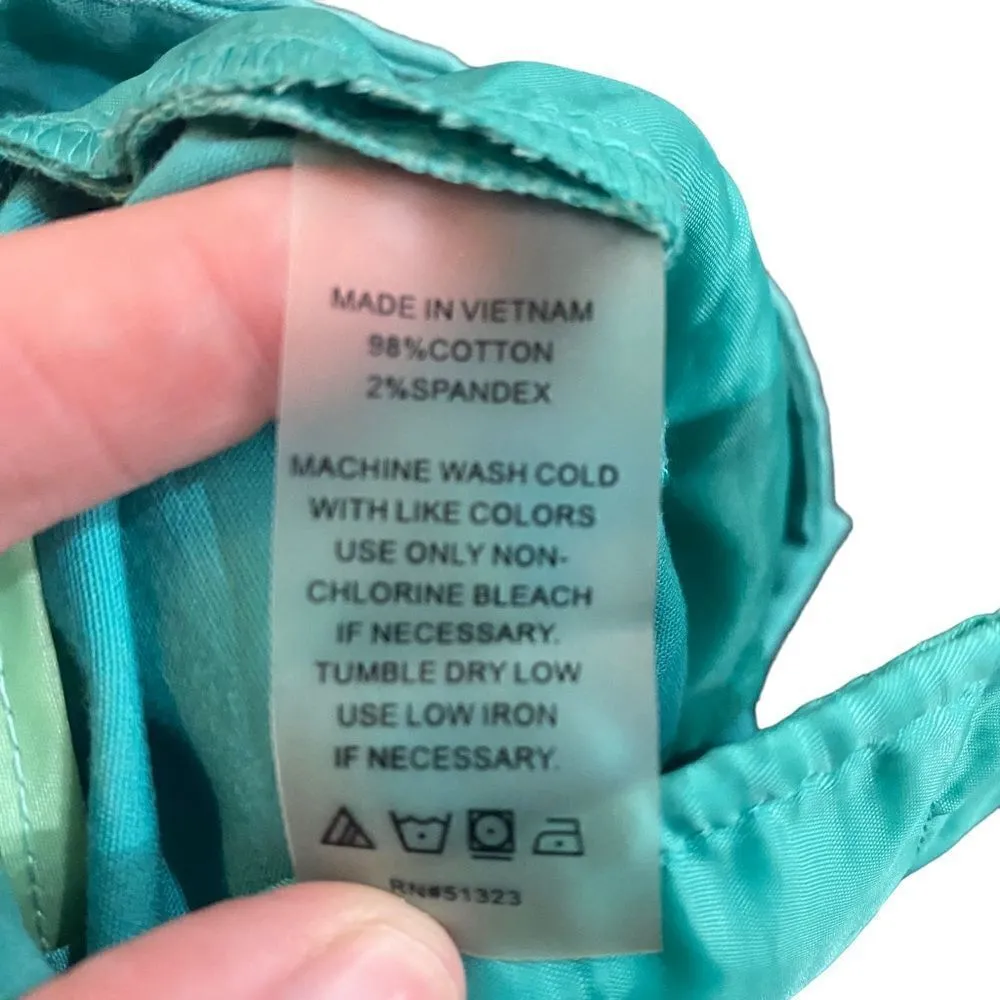 MADE IN VIETNAM
98%COTTON
2%SPANDEX
MACHINE WASH COLD
WITH LIKE COLORS
USE ONLY NON-
CHLORINE BLEACH
IF NECESSARY.
TUMBLE DRY LOW
USE LOW IRON
IF NECESSARY.
RN#51323